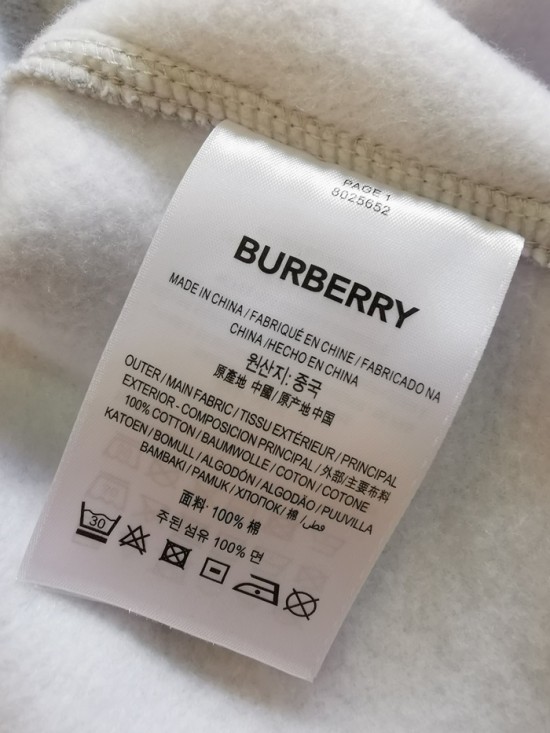 PAGE 1
8025652
BURBERRY
MADE IN CHINA / FABRIQUÉ EN CHINE / FABRICADO NA
CHINA / HECHO EN CHINA
원산지: 중국
原產地 中國 / 原产地 中国
OUTER / MAIN FABRIC / TISSU EXTÉRIEUR / PRINCIPAL
EXTERIOR - COMPOSICION PRINCIPAL / 外部/主要布料
100% COTTON / BAUMWOLLE / COTON / COTONE
KATOEN / BOMULL / ALGODÓN / ALGODÃO / PUUVILLA
BAMBAKI / PAMUK / ХЛОПОК / 棉 / قطن
面料: 100% 棉
주된 섬유 100% 면
30